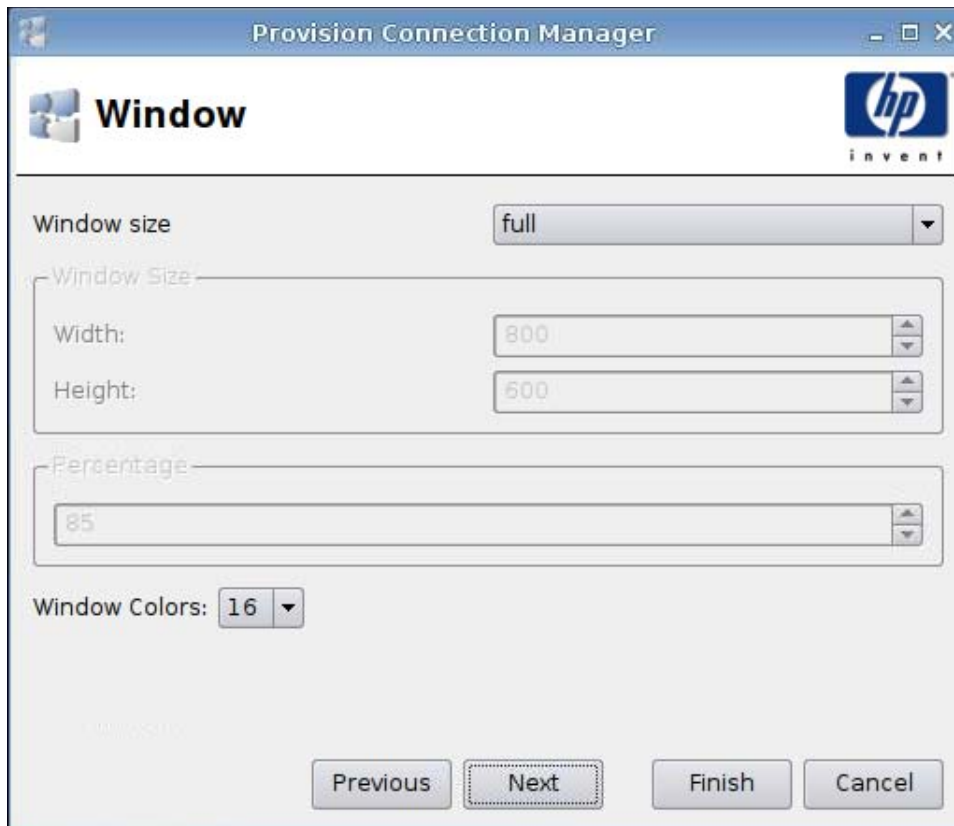 Provision Connection Manager
Window
hp
invent
Window size
full
Window Size
Width:
800
Height:
600
Percentage
85
Window Colors:
16
Previous
Next
Finish
Cancel